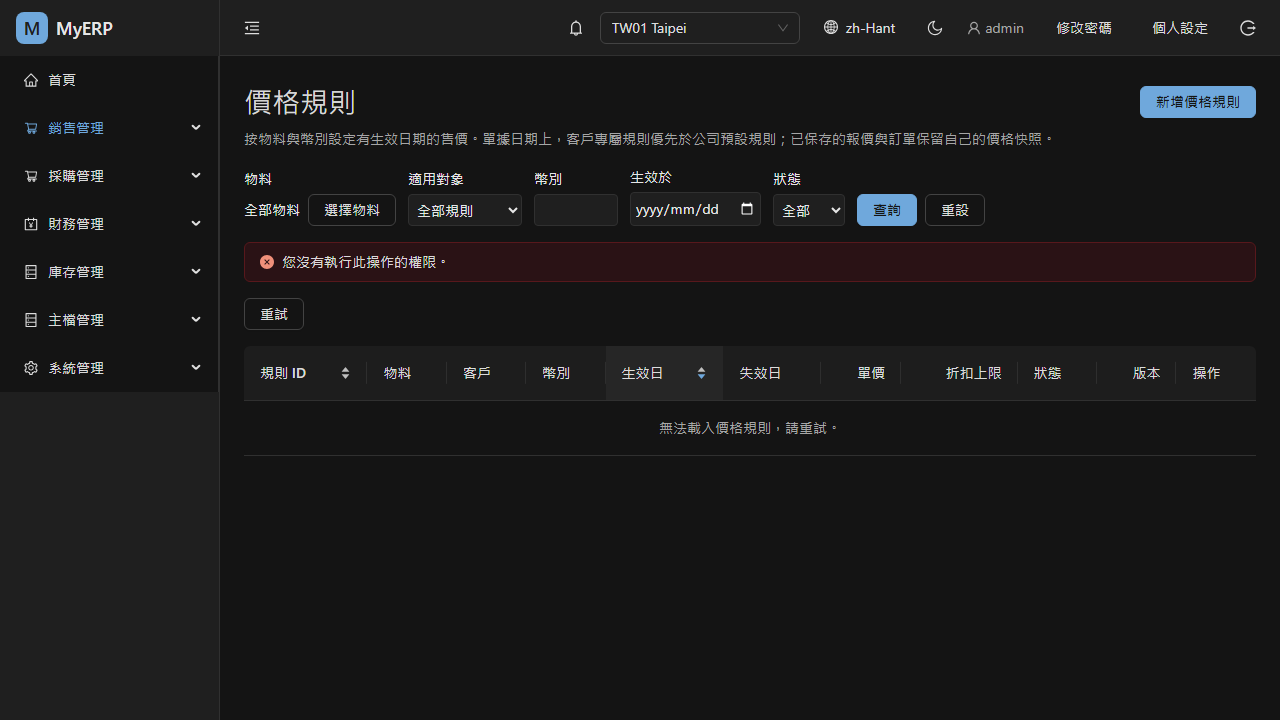 M MyERP
TW01 Taipei
zh-Hant
admin
修改密碼
個人設定
首頁
銷售管理
採購管理
財務管理
庫存管理
主檔管理
系統管理
價格規則
新增價格規則
按物料與幣別設定有生效日期的售價。單據日期上，客戶專屬規則優先於公司預設規則；已保存的報價與訂單保留自己的價格快照。
物料 適用對象 幣別 生效於 狀態
全部物料 選擇物料 全部規則 yyyy/mm/dd 全部 查詢 重設
您沒有執行此操作的權限。
重試
規則 ID 物料 客戶 幣別 生效日 失效日 單價 折扣上限 狀態 版本 操作
無法載入價格規則，請重試。